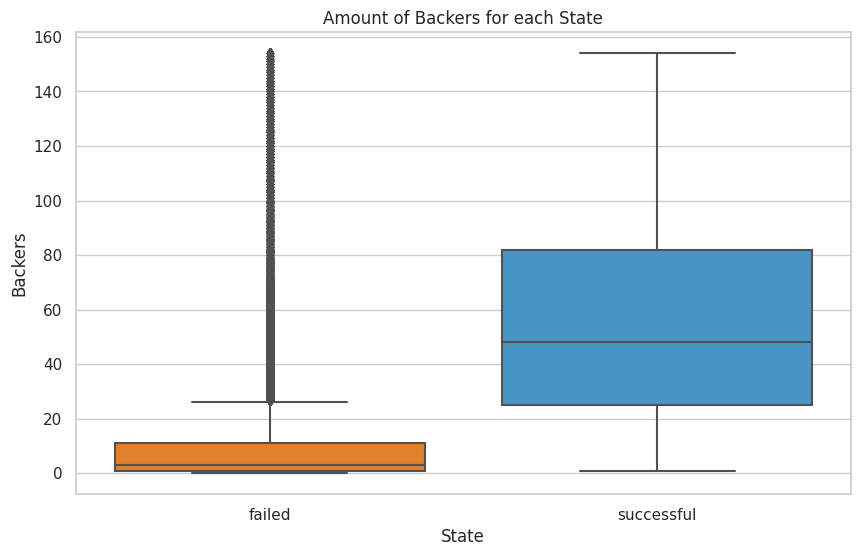 Amount of Backers for each State
160
140
120
100
80
60
40
20
0
Backers
failed
successful
State